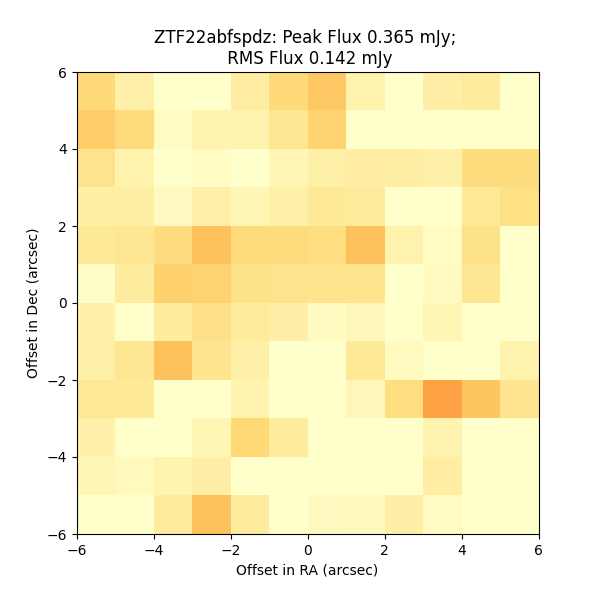 ZTF22abfspdz: Peak Flux 0.365 mJy;
RMS Flux 0.142 mJy
6
4
2
0
−2
−4
−6
Offset in Dec (arcsec)
−6 −4 −2 0 2 4 6
Offset in RA (arcsec)